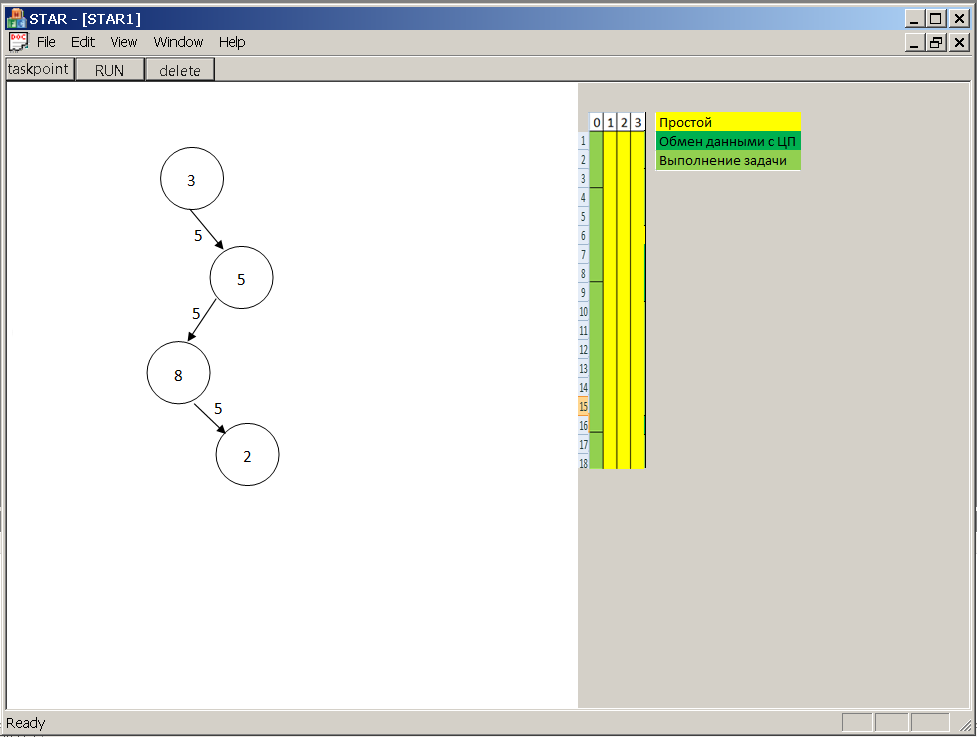 STAR - [STAR1]
DOC
File Edit View Window Help
taskpoint RUN delete
3
5
5
5
8
5
2
0 1 2 3
1
2
3
4
5
6
7
8
9
10
11
12
13
14
15
16
17
18
Простой
Обмен данными с ЦП
Выполнение задачи
Ready